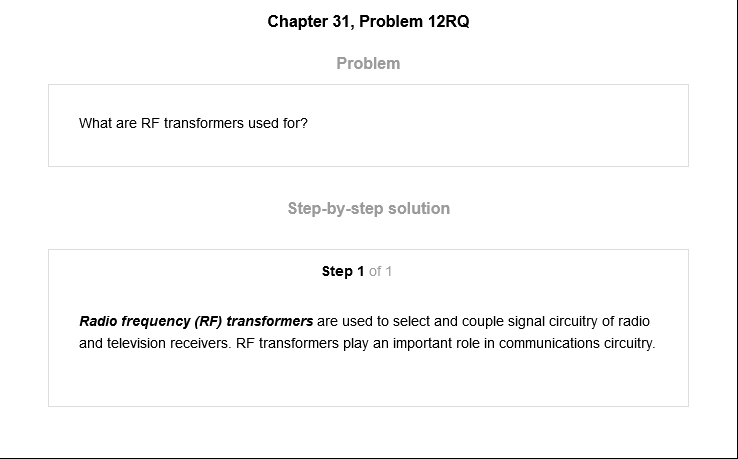 Chapter 31, Problem 12RQ
Problem
What are RF transformers used for?
Step-by-step solution
Step 1 of 1
Radio frequency (RF) transformers are used to select and couple signal circuitry of radio
and television receivers. RF transformers play an important role in communications circuitry.